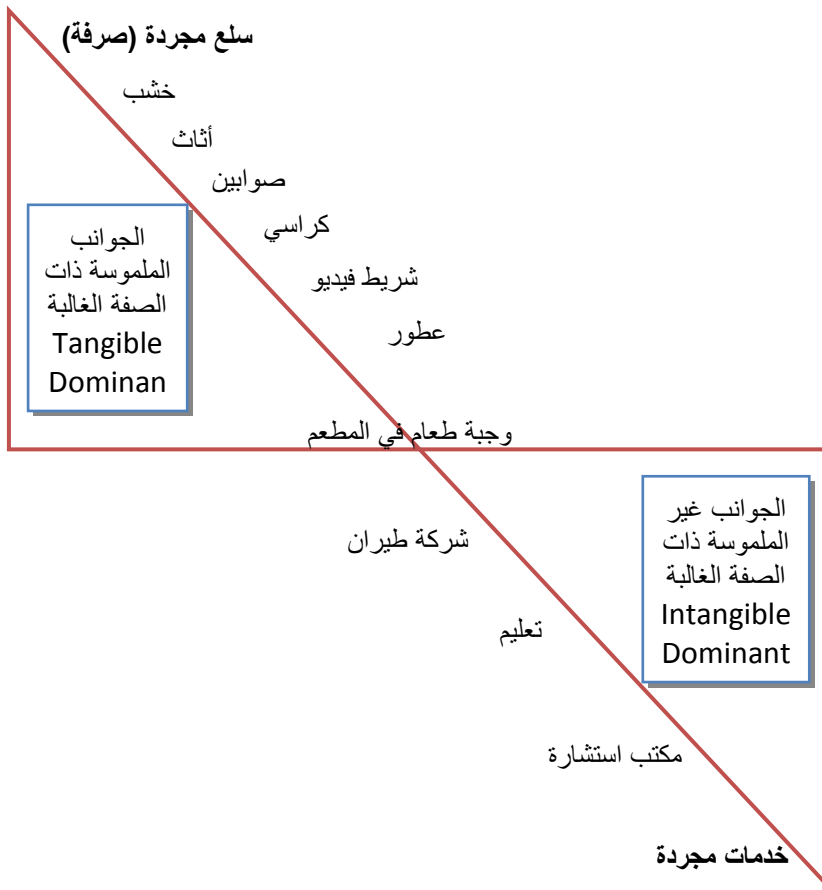 سلع مجردة (صرفة)
خشب
أثاث
صوابين
كراسي
شريط فيديو
عطور
الجوانب
الملموسة ذات
الصفة الغالبة
Tangible
Dominan
وجبة طعام في المطعم
الجوانب غير
الملموسة ذات
الصفة الغالبة
Intangible
Dominant
شركة طيران
تعليم
مكتب استشارة
خدمات مجردة